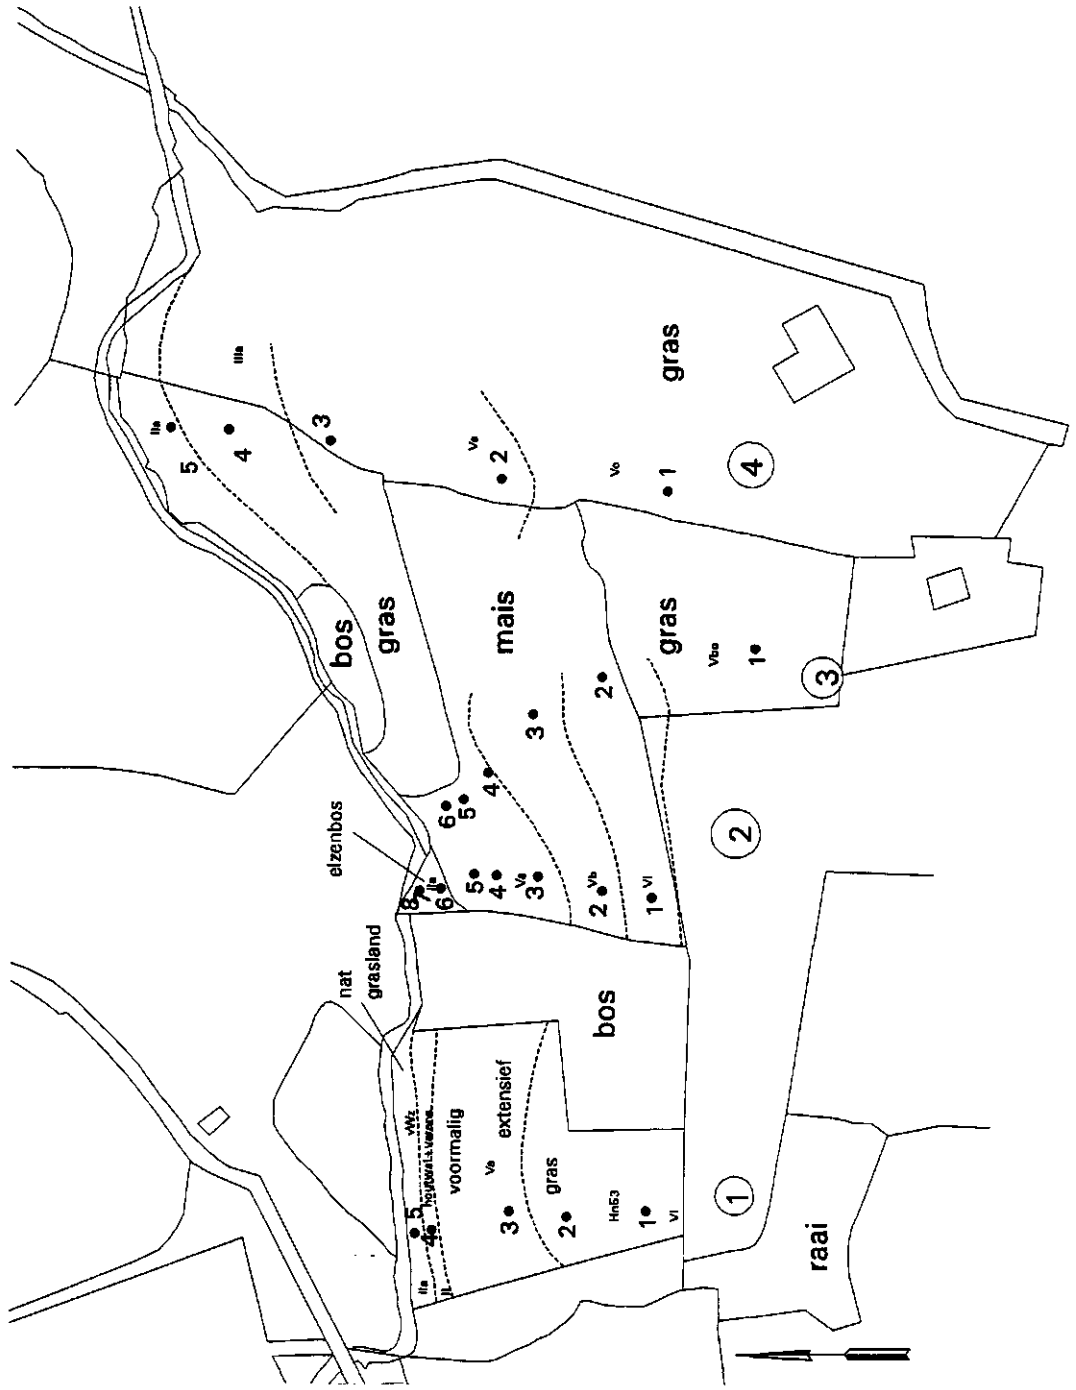 raai
1
2
3
4
VI
1
Hn53
2
gras
3
Va
extensief
voormalig
4
5
IIa
vWz
nat
grasland
bos
1
VI
2
Vb
3
Va
4
5
6
IIa
7
8
elzenbos
1
Vbo
gras
2
3
4
5
6
mais
gras
bos
1
Vo
2
Va
3
4
IIIa
5
IIa
gras